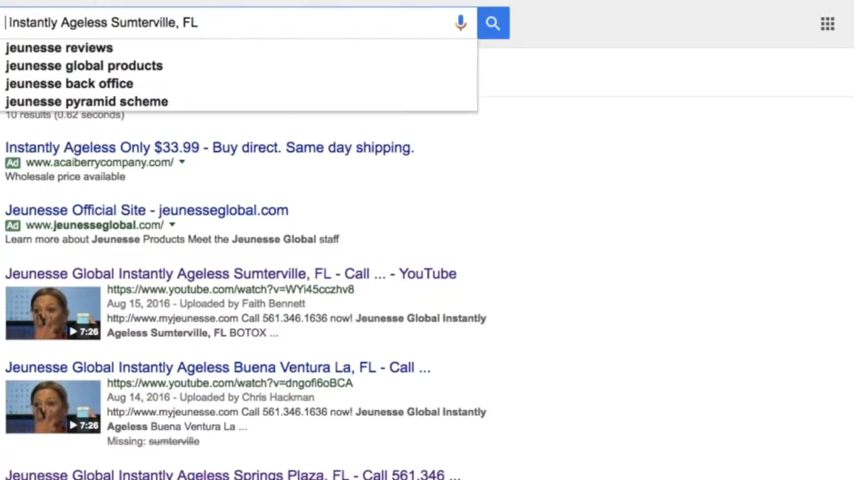 Instantly Ageless Sumterville, FL
jeunesse reviews
jeunesse global products
jeunesse back office
jeunesse pyramid scheme
10 results (0.62 seconds)
Instantly Ageless Only $33.99 - Buy direct. Same day shipping.
Ad www.acaiberrycompany.com/
Wholesale price available
Jeunesse Official Site - jeunesseglobal.com
Ad www.jeunesseglobal.com/
Learn more about Jeunesse Products Meet the Jeunesse Global staff
Jeunesse Global Instantly Ageless Sumterville, FL - Call ... - YouTube
https://www.youtube.com/watch?v=WYi45cczhv8
Aug 15, 2016 - Uploaded by Faith Bennett
http://www.myjeunesse.com Call 561.346.1636 now! Jeunesse Global Instantly
7:26
Ageless Sumterville, FL BOTOX ...
Jeunesse Global Instantly Ageless Buena Ventura La, FL - Call ...
https://www.youtube.com/watch?v=dngofi6oBCA
Aug 14, 2016 - Uploaded by Chris Hackman
http://www.myjeunesse.com Call 561.346.1636 now! Jeunesse Global Instantly
7:26
Ageless Buena Ventura La ...
Missing: sumterville
Jeunesse Global Instantly Ageless Springs Plaza, FL - Call 561.346 ...